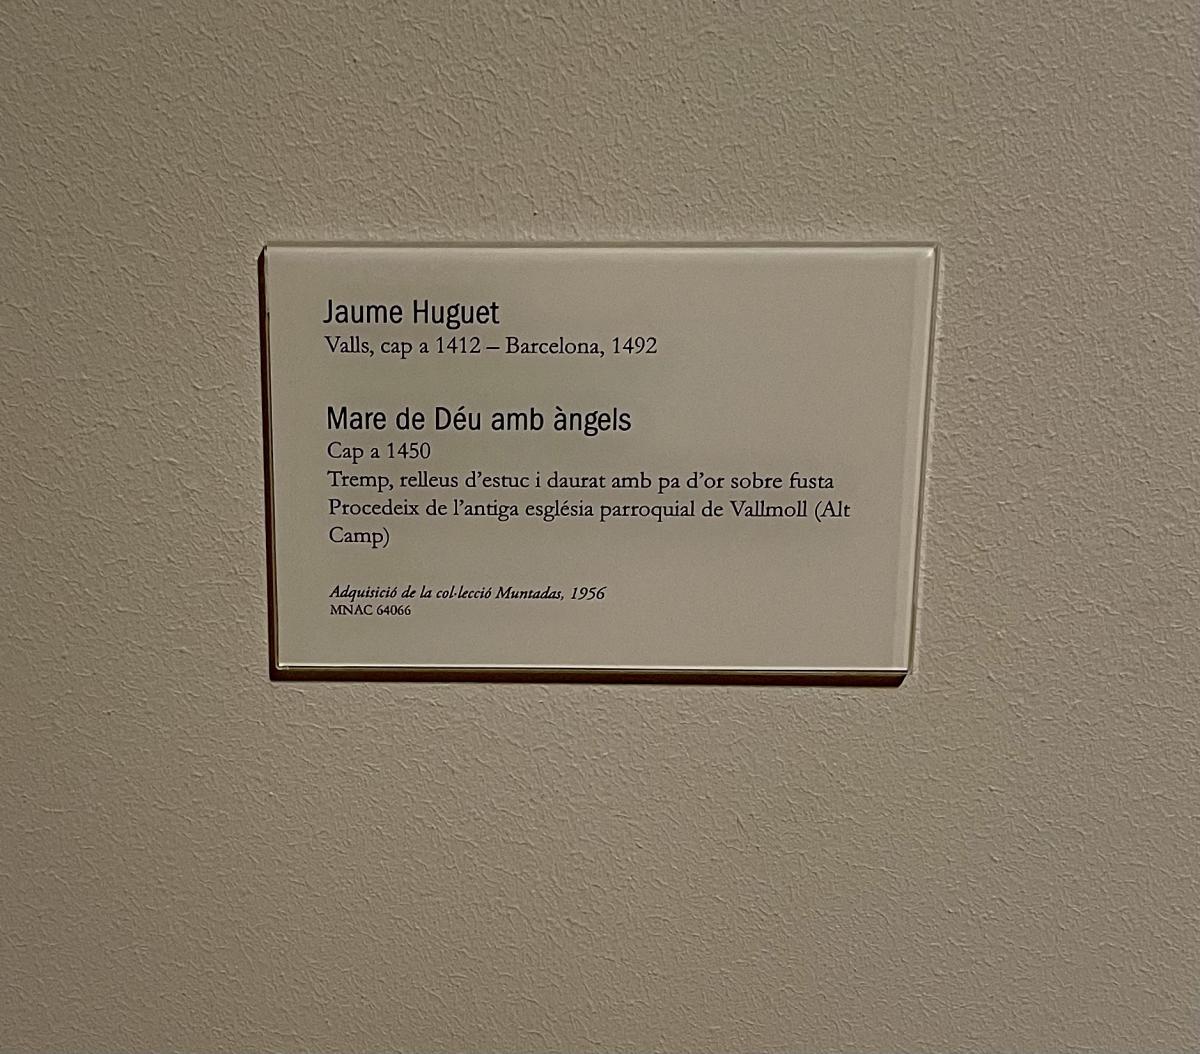 Jaume Huguet
Valls, cap a 1412 – Barcelona, 1492
Mare de Déu amb àngels
Cap a 1450
Tremp, relleus d’estuc i daurat amb pa d’or sobre fusta
Procedeix de l’antiga església parroquial de Vallmoll (Alt
Camp)
Adquisició de la col·lecció Muntadas, 1956
MNAC 64066